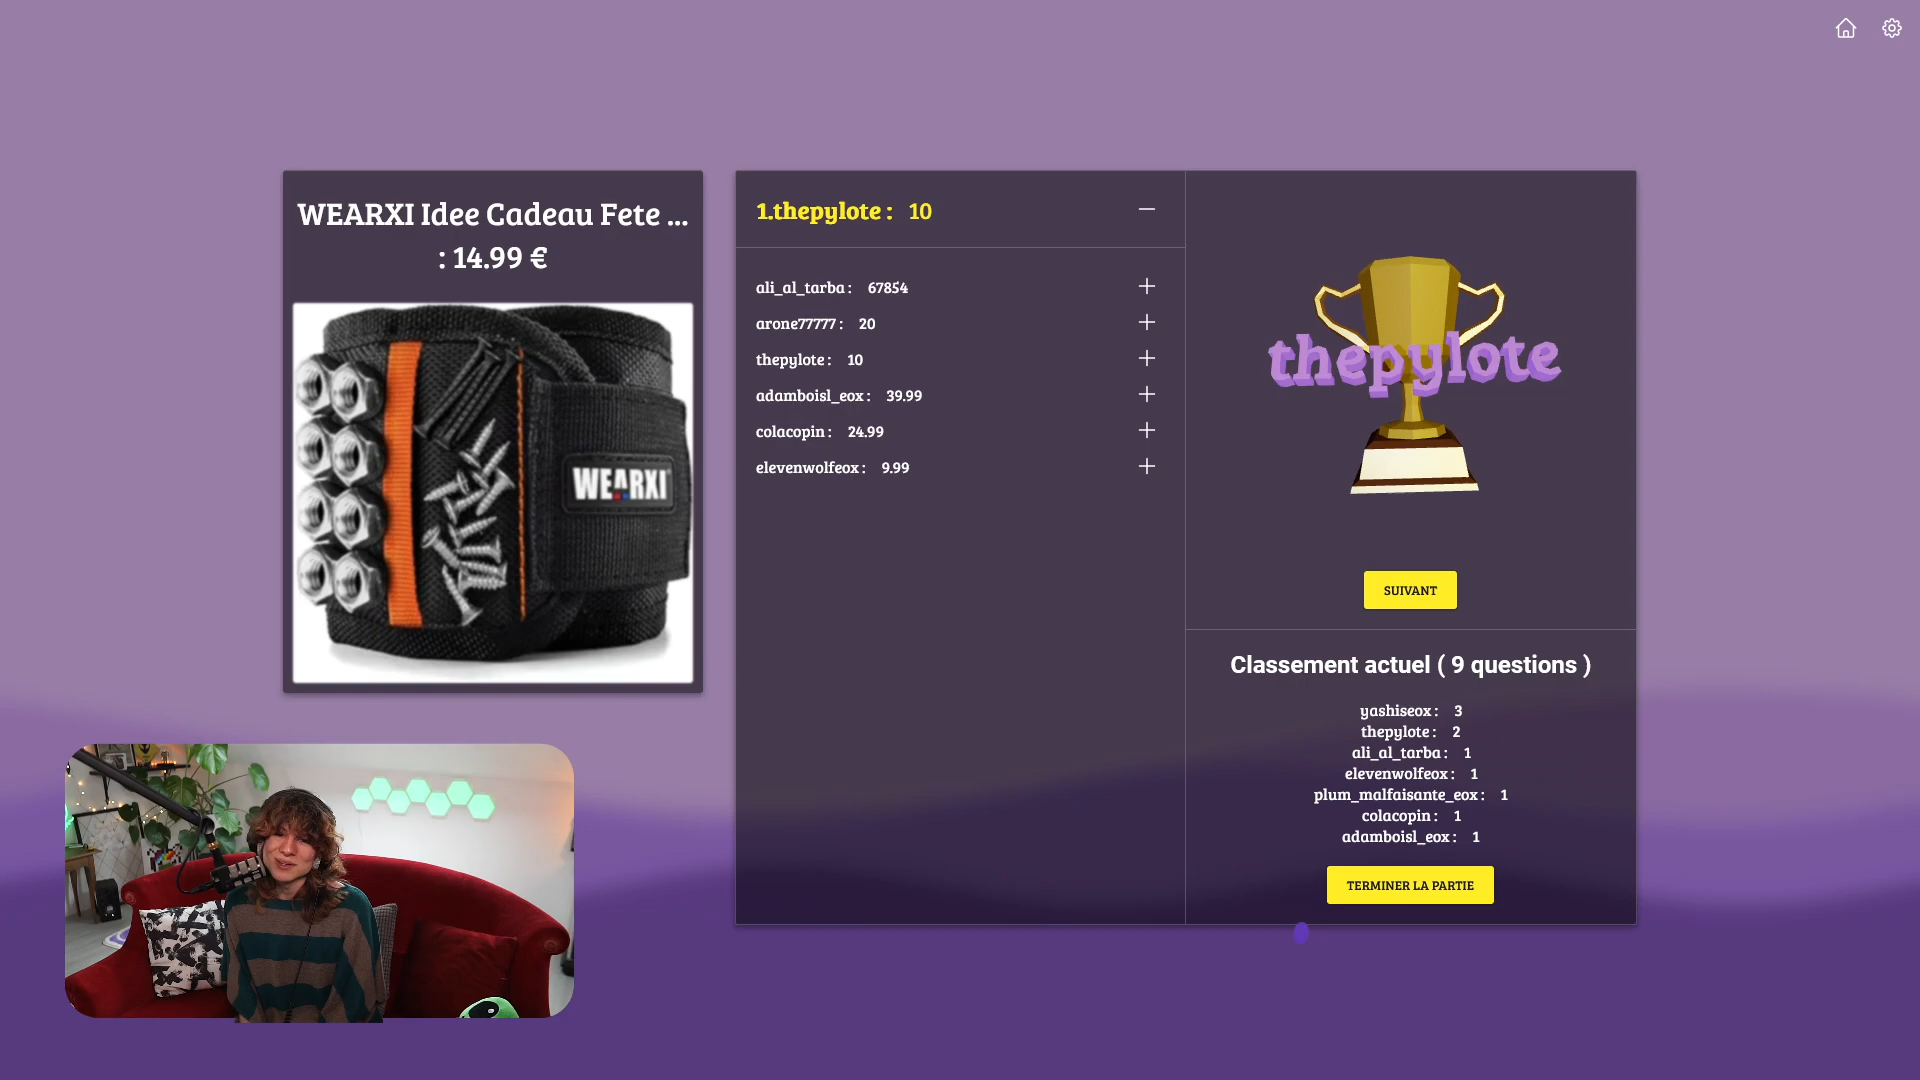 WEARXI Idee Cadeau Fete ...
: 14.99 €
WEARXI
1.thepylote : 10
ali_al_tarba : 67854
arone77777 : 20
thepylote : 10
adamboisl_eox : 39.99
colacopin : 24.99
elevenwolfeox : 9.99
thepylote
SUIVANT
Classement actuel ( 9 questions )
yashiseox : 3
thepylote : 2
ali_al_tarba : 1
elevenwolfeox : 1
plum_malfaisante_eox : 1
colacopin : 1
adamboisl_eox : 1
TERMINER LA PARTIE